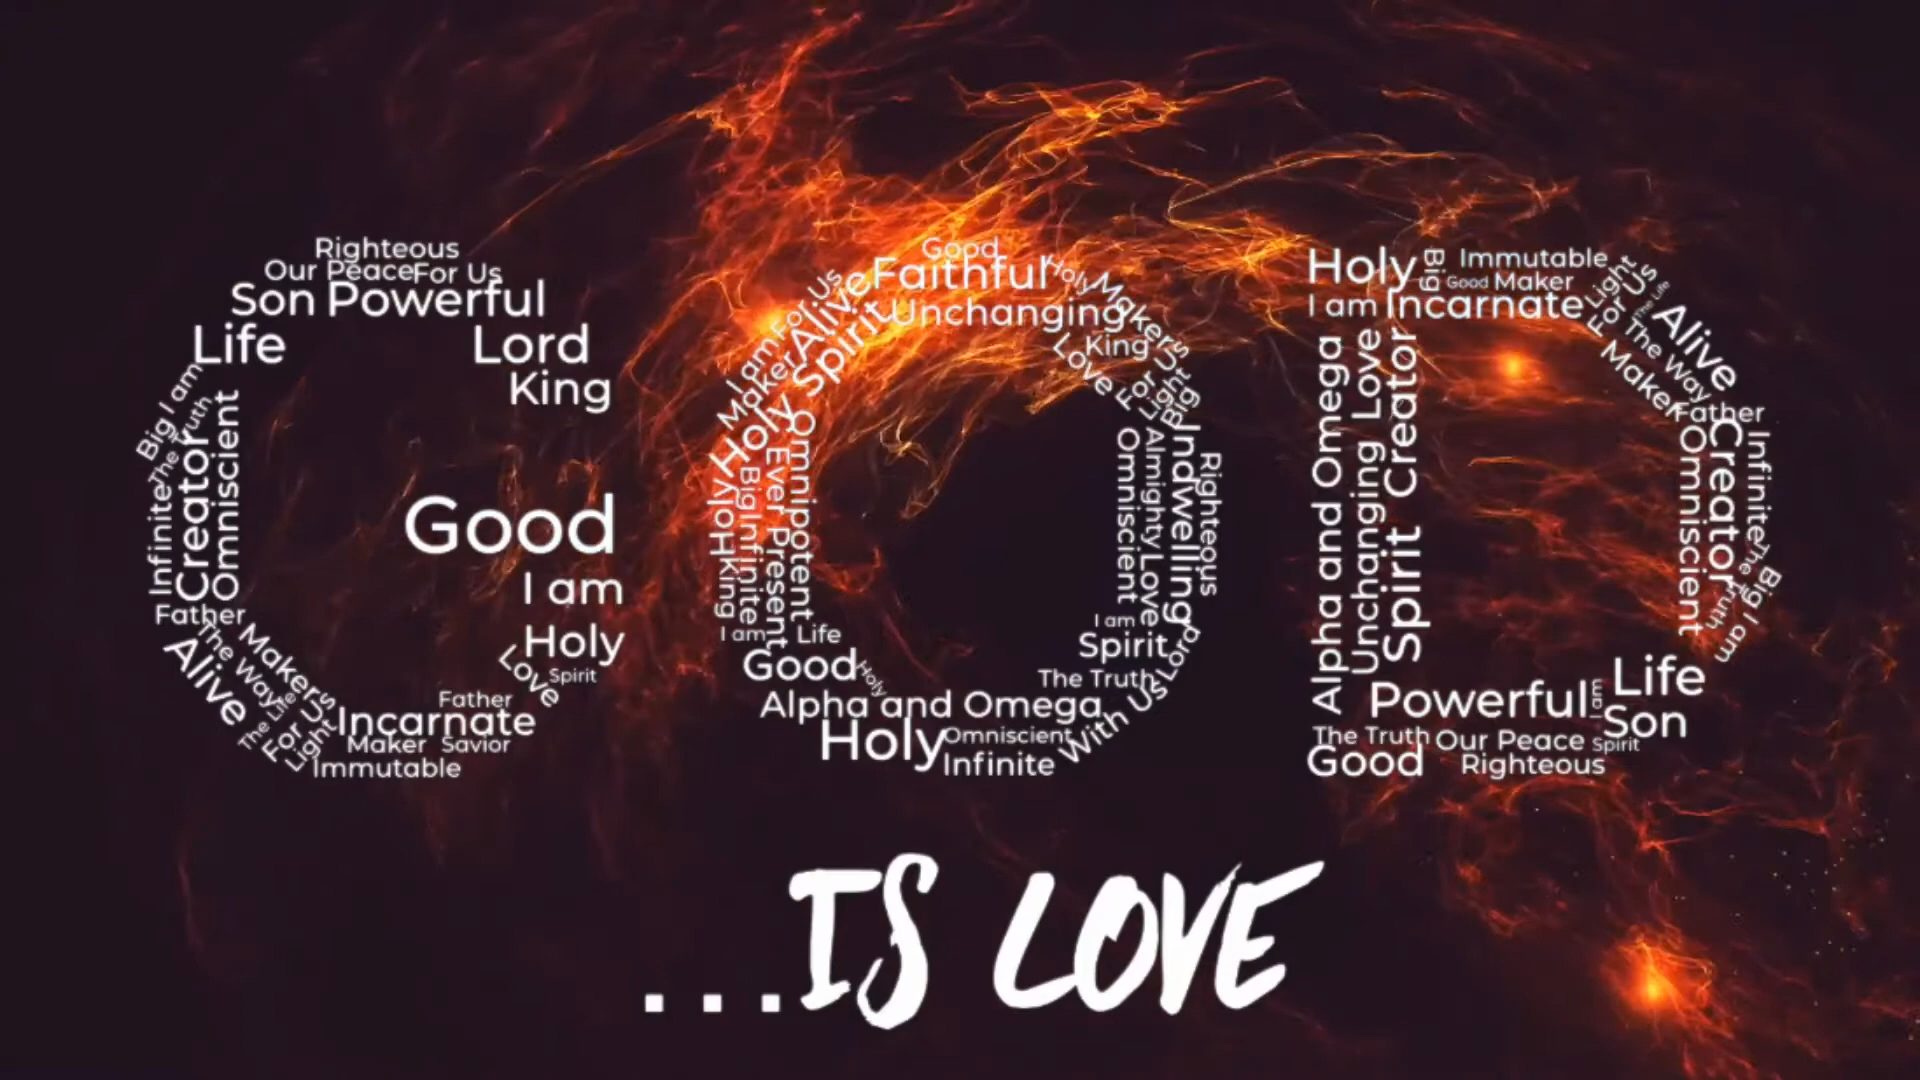 Righteous
Our Peace For Us
Son Powerful
Life Lord
King
Big I am
The Truth
Infinite
Creator
Omniscient
Good
I am
Father
Holy
Alive
The Way
Makers
Love
Spirit
The Life
For Us
Light
Father
Incarnate
Maker Savior
Immutable
Good
Faithful
Holy
Makers
Unchanging
King
Love
For Us
Light
Big
I am For Us
Maker Alive
Holy Spirit
Omnipotent
Ever Present
Big Infinite
Holy
King
Omniscient
Almighty Love
Indwelling
Righteous
I am Life
I am
Spirit
Lord
Good
Holy
The Truth
Alpha and Omega
With Us
Holy
Omniscient
Infinite
Holy
Big
Immutable
Good Maker
I am Incarnate
Light
For Us
The Life
The Way
Alive
Maker
Father
Alpha and Omega
Unchanging Love
Spirit Creator
Omniscient
Creator
Infinite
The Truth
Big I am
Life
Powerful
I am
Son
The Truth Our Peace Spirit
Good Righteous
...IS LOVE